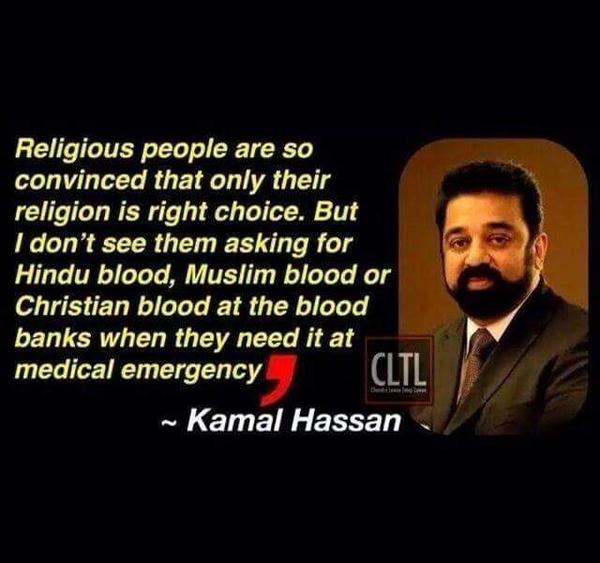 Religious people are so
convinced that only their
religion is right choice. But
I don't see them asking for
Hindu blood, Muslim blood or
Christian blood at the blood
banks when they need it at
medical emergency
CLTL
~ Kamal Hassan